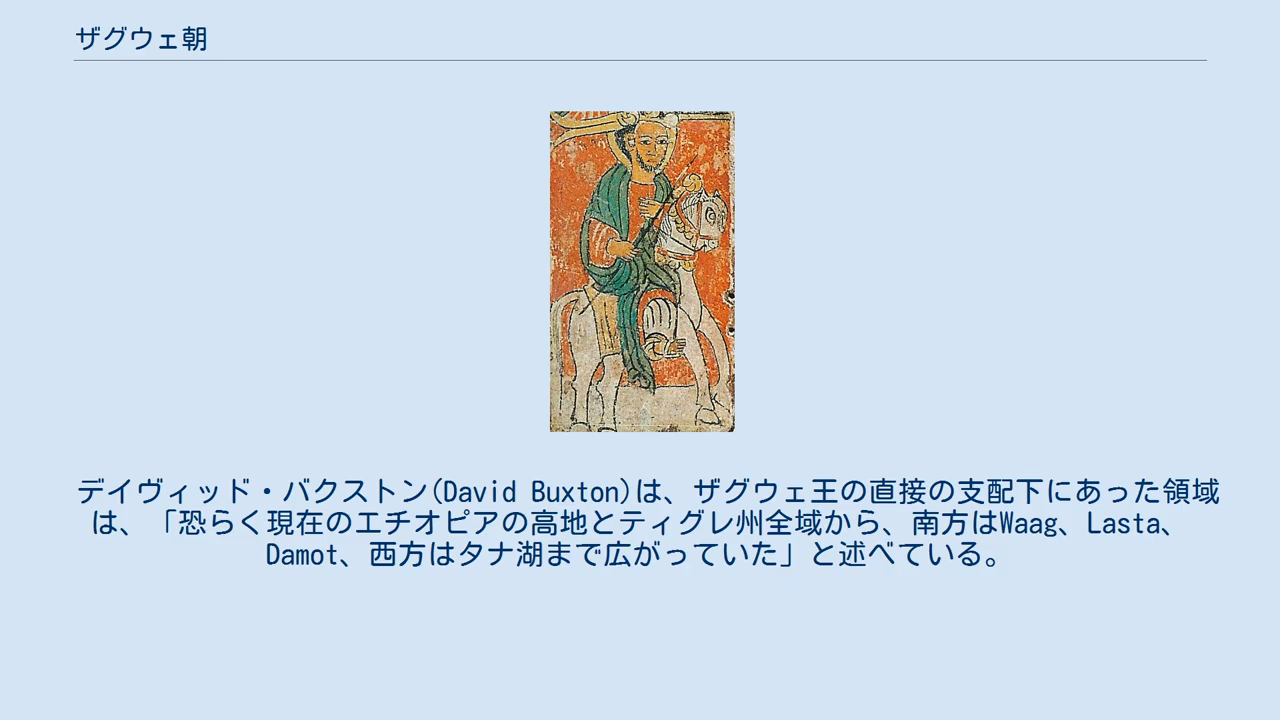 ザグウェ朝
デイヴィッド・バクストン(David Buxton)は、ザグウェ王の直接の支配下にあった領域
は、「恐らく現在のエチオピアの高地とティグレ州全域から、南方はWaag、Lasta、
Damot、西方はタナ湖まで広がっていた」と述べている。